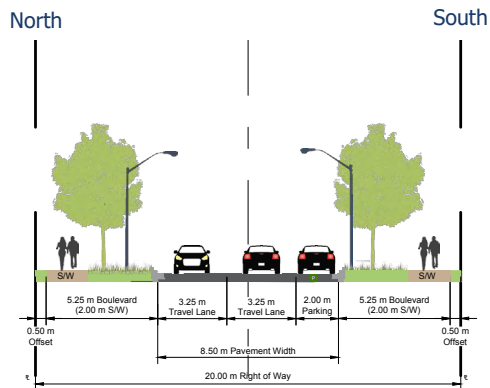 North
South
S/W
P
S/W
5.25 m Boulevard
(2.00 m S/W)
3.25 m
Travel Lane
3.25 m
Travel Lane
2.00 m
Parking
5.25 m Boulevard
(2.00 m S/W)
0.50 m
Offset
0.50 m
Offset
8.50 m Pavement Width
20.00 m Right of Way